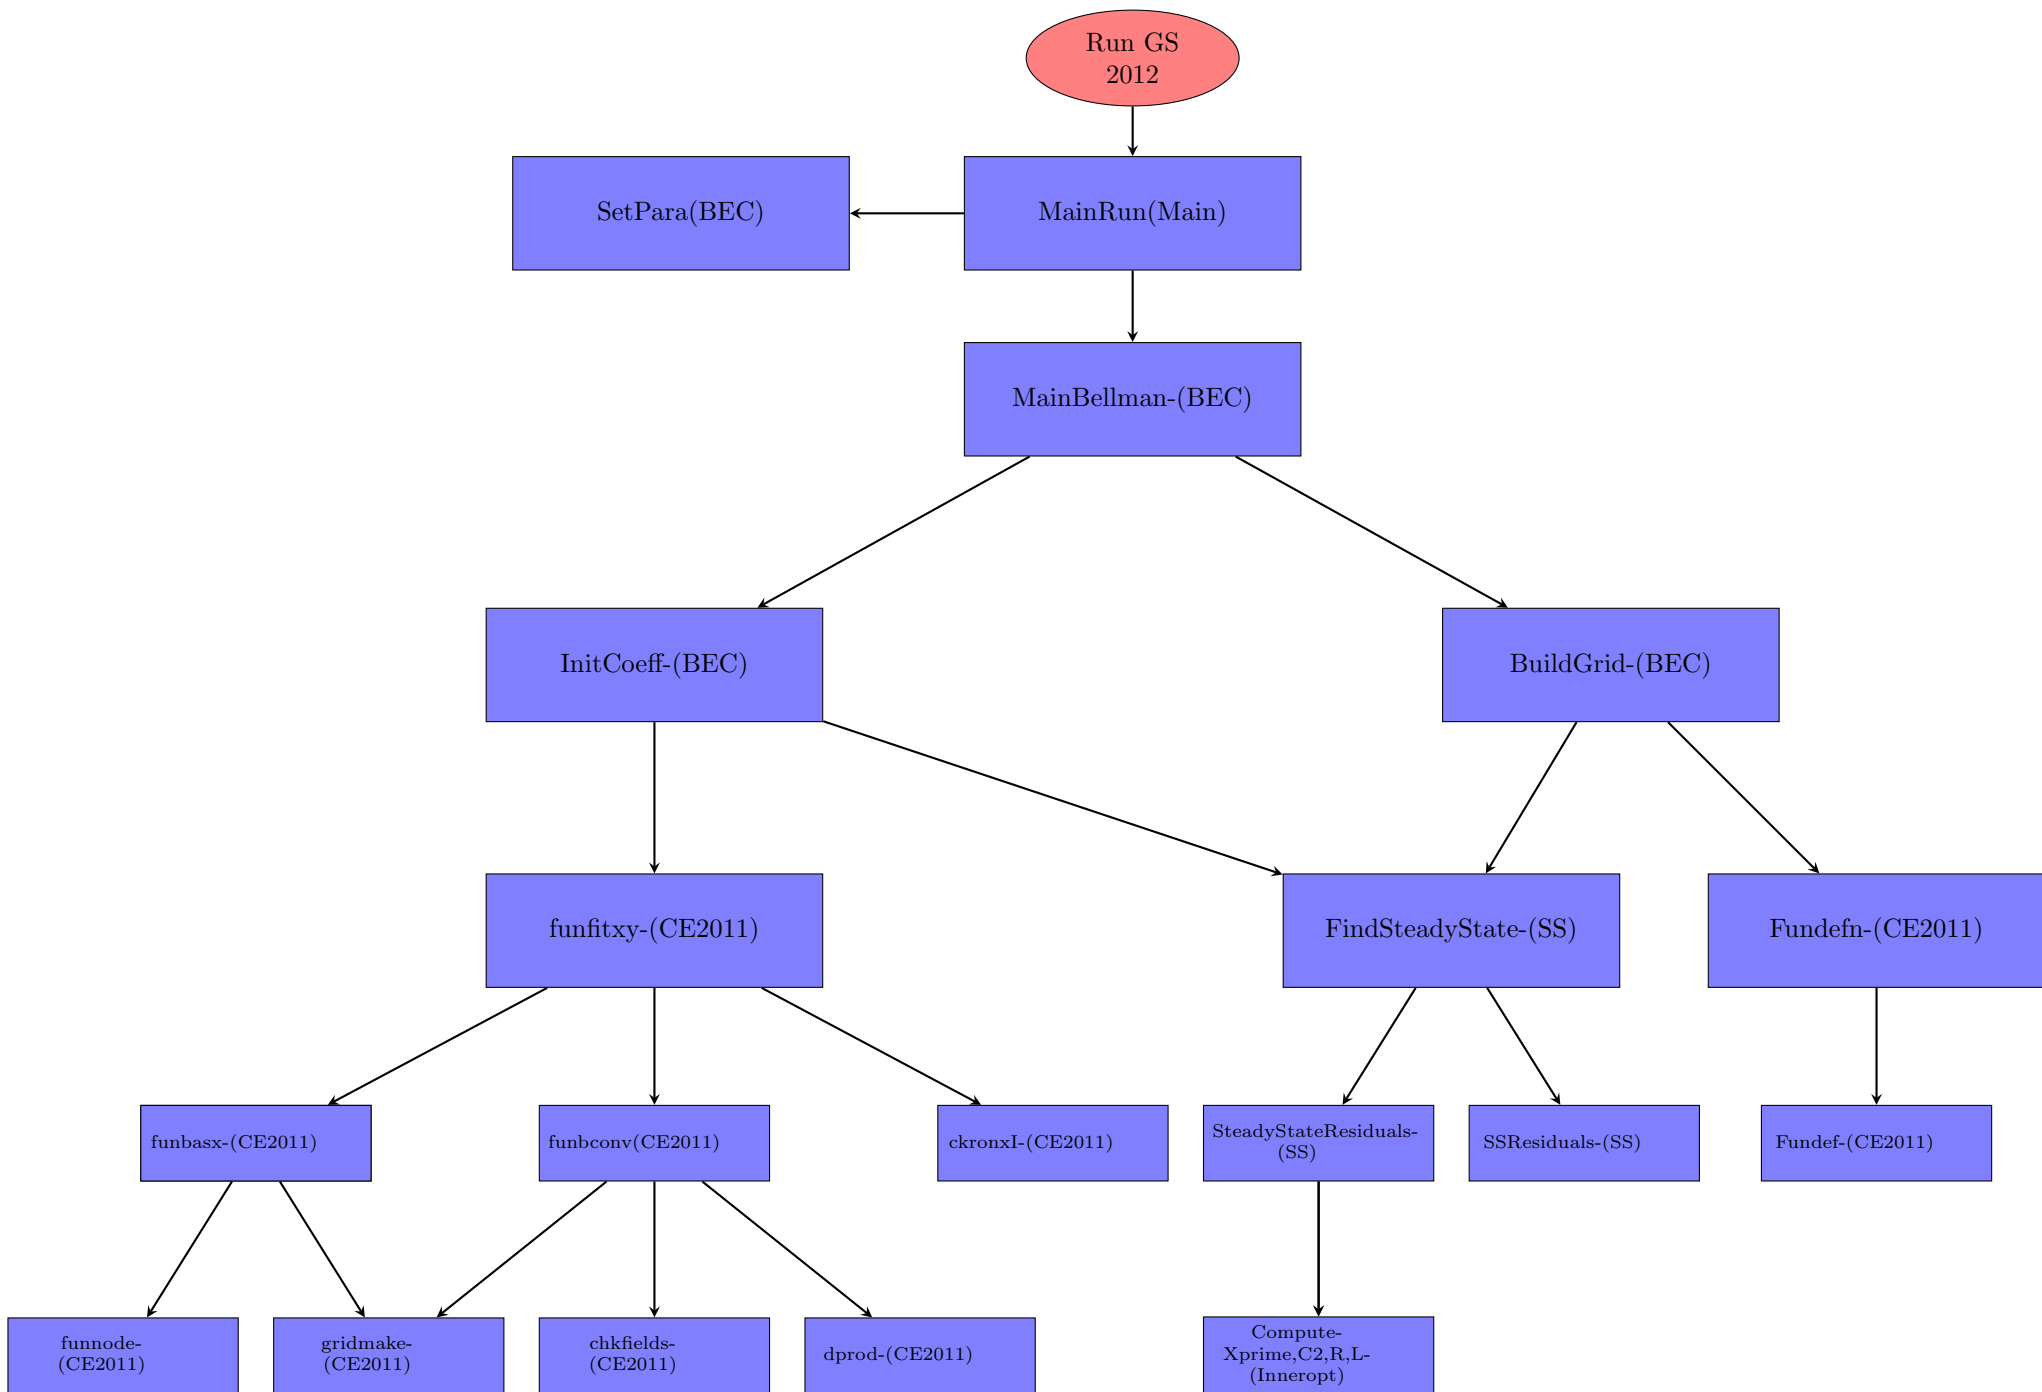 Run GS
2012
SetPara(BEC)
MainRun(Main)
MainBellman-(BEC)
InitCoeff-(BEC)
BuildGrid-(BEC)
funfitxy-(CE2011)
FindSteadyState-(SS)
Fundefn-(CE2011)
funbasx-(CE2011)
funbconv(CE2011)
ckronxI-(CE2011)
SteadyStateResiduals-
(SS)
SSResiduals-(SS)
Fundef-(CE2011)
funnode-
(CE2011)
gridmake-
(CE2011)
chkfields-
(CE2011)
dprod-(CE2011)
Compute-
Xprime,C2,R,L-
(Inneropt)